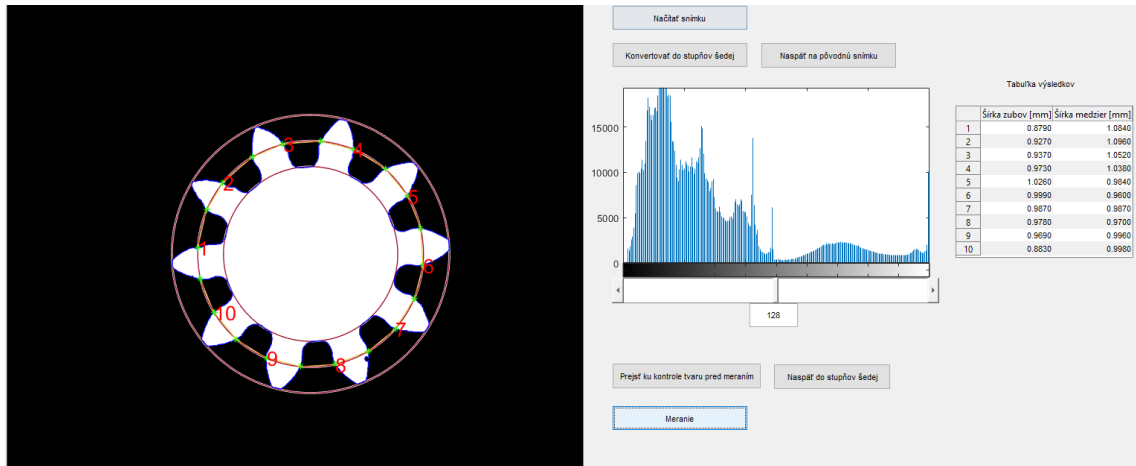 Načítať snímku
Konvertovať do stupňov šedej
Naspäť na pôvodnú snímku
Tabuľka výsledkov
Šírka zubov [mm] Šírka medzier [mm]
1 0.8790 1.0840
2 0.9270 1.0960
3 0.9370 1.0520
4 0.9730 1.0380
5 1.0260 0.9840
6 0.9990 0.9600
7 0.9870 0.9870
8 0.9780 0.9700
9 0.9690 0.9960
10 0.8830 0.9980
15000
10000
5000
0
128
Prejsť ku kontrole tvaru pred meraním
Naspäť do stupňov šedej
Meranie
3
4
2
5
1
6
10
7
9
8